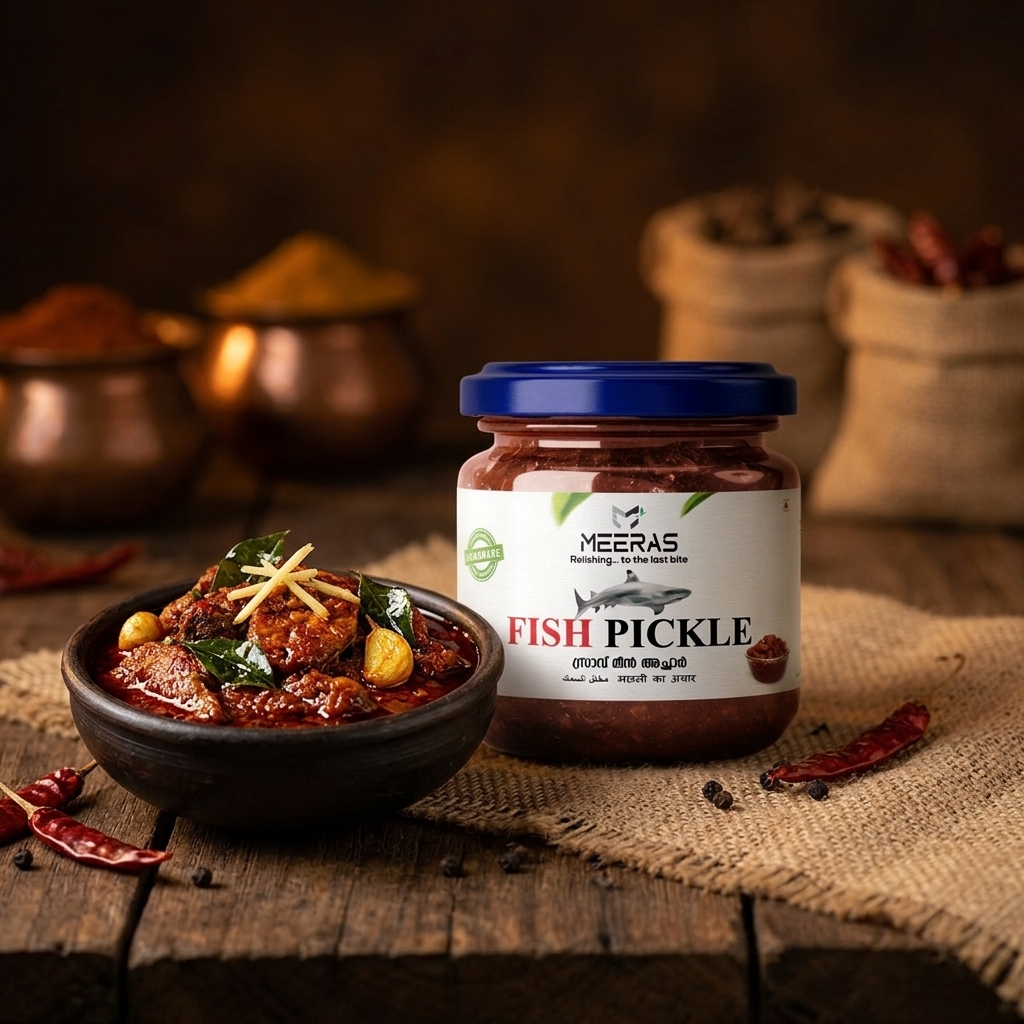 MEERAS
Relishing... to the last bite
FISH PICKLE
സ്രാവ് മീൻ അച്ചാർ
मछली का अचार